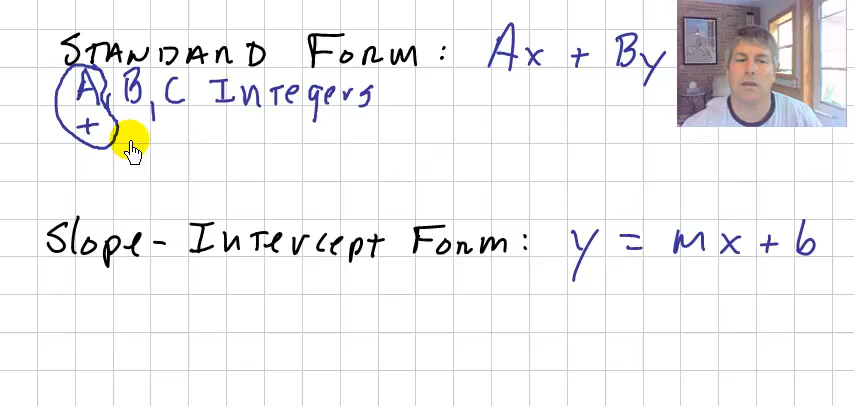 STANDARD FORM: Ax + By
A, B, C Integers
+
Slope-Intercept Form: y = mx + b